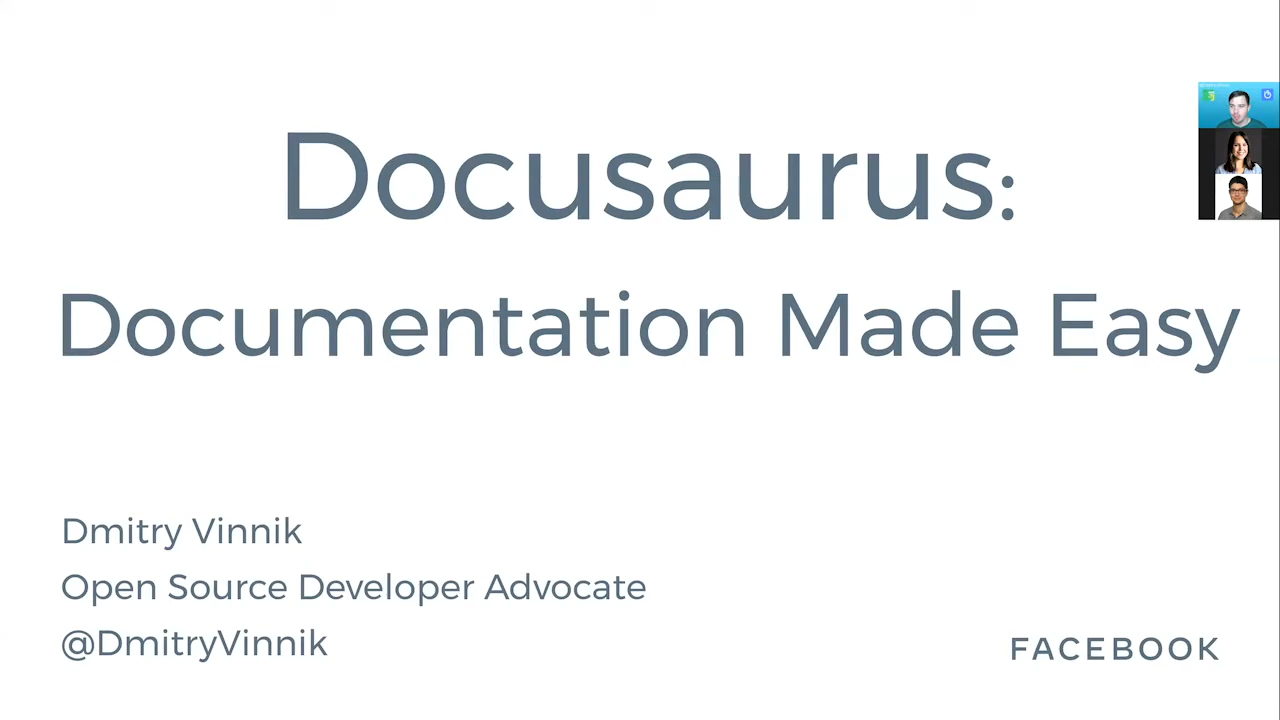 Docusaurus:
Documentation Made Easy
Dmitry Vinnik
Open Source Developer Advocate
@DmitryVinnik
FACEBOOK